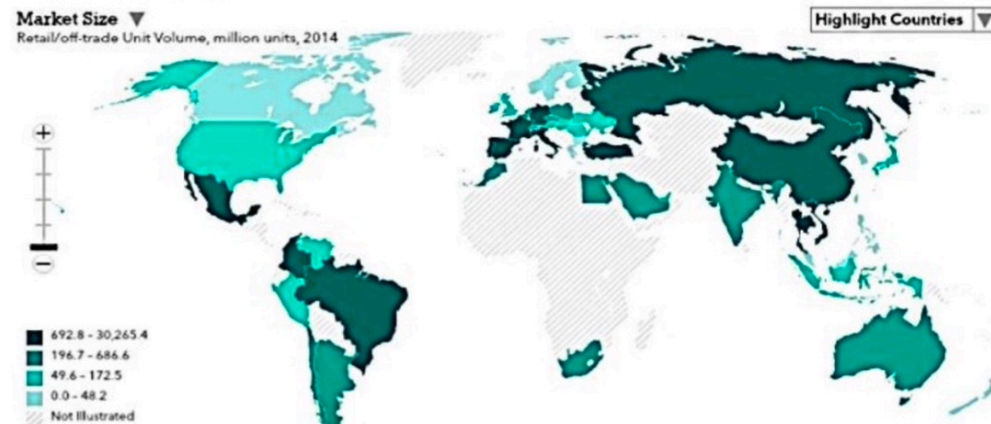 Market Size ▼
Retail/off-trade Unit Volume, million units, 2014
Highlight Countries ▼
+
−
692.8 - 30,265.4
196.7 - 686.6
49.6 - 172.5
0.0 - 48.2
Not Illustrated